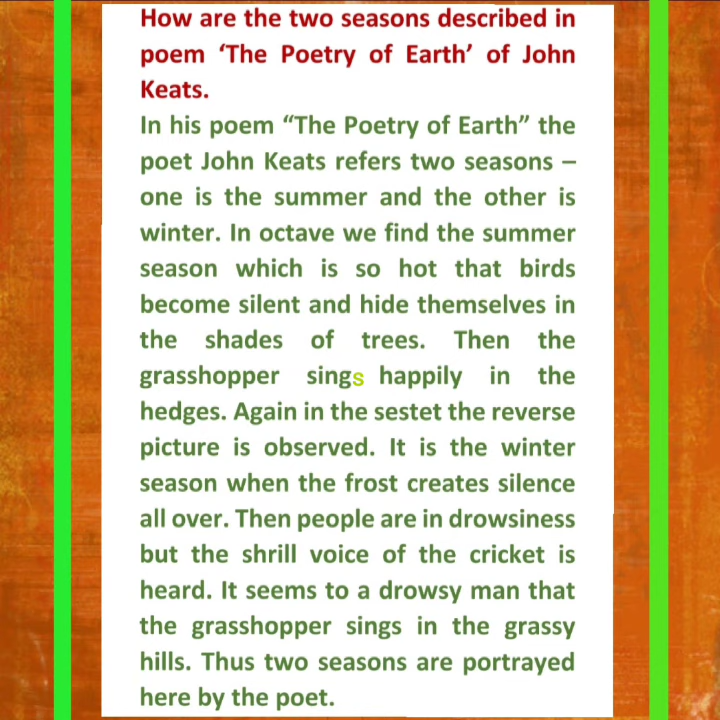 How are the two seasons described in
poem ‘The Poetry of Earth’ of John
Keats.
In his poem “The Poetry of Earth” the
poet John Keats refers two seasons –
one is the summer and the other is
winter. In octave we find the summer
season which is so hot that birds
become silent and hide themselves in
the shades of trees. Then the
grasshopper sings happily in the
hedges. Again in the sestet the reverse
picture is observed. It is the winter
season when the frost creates silence
all over. Then people are in drowsiness
but the shrill voice of the cricket is
heard. It seems to a drowsy man that
the grasshopper sings in the grassy
hills. Thus two seasons are portrayed
here by the poet.